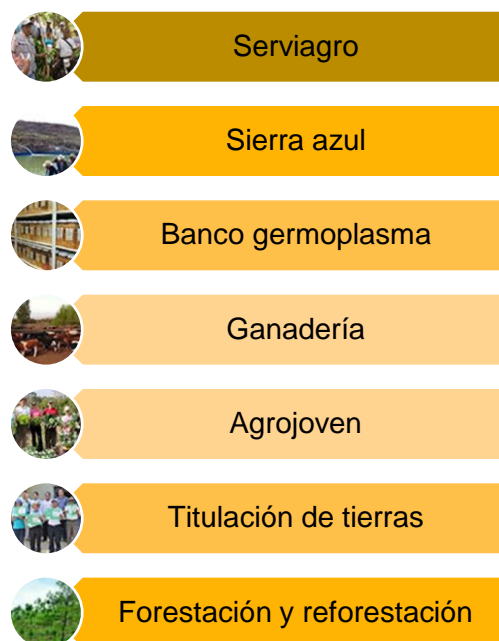 Serviagro
Sierra azul
Banco germoplasma
Ganadería
Agrojoven
Titulación de tierras
Forestación y reforestación